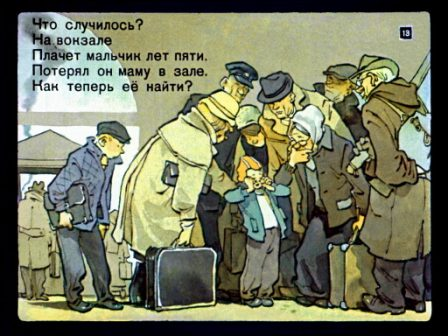 Что случилось?
На вокзале
Плачет мальчик лет пяти.
Потерял он маму в зале.
Как теперь её найти?
13